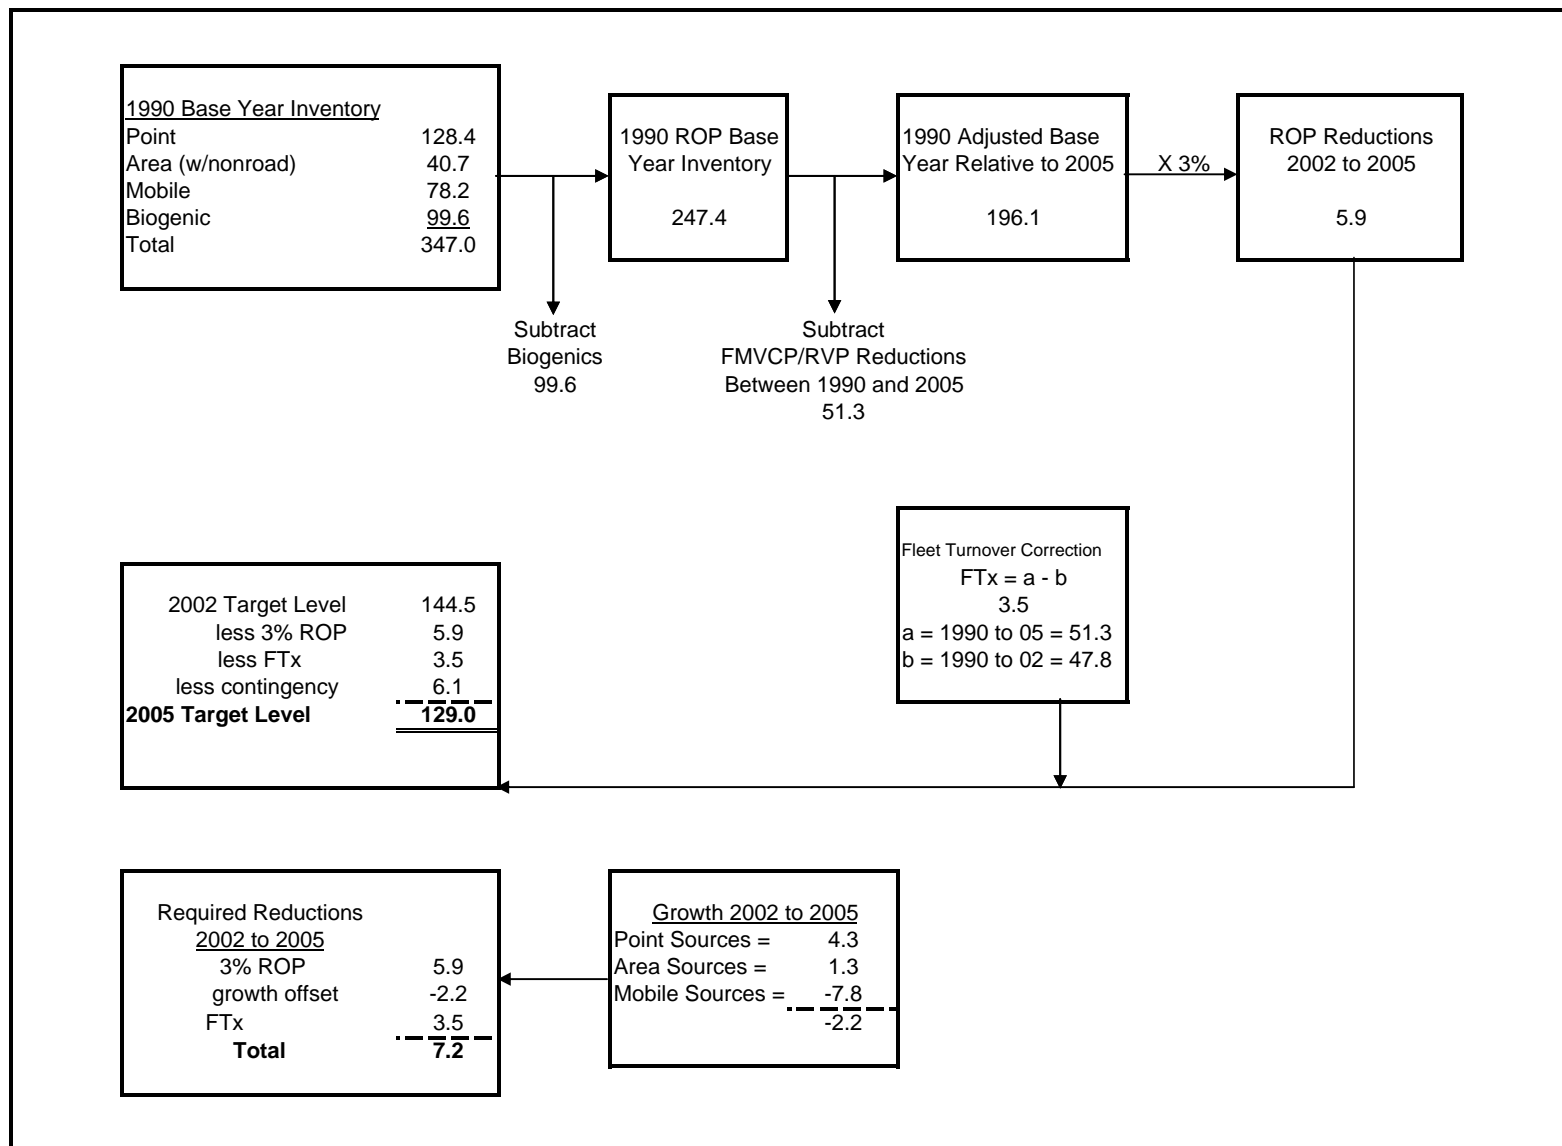 1990 Base Year Inventory
Point 128.4
Area (w/nonroad) 40.7
Mobile 78.2
Biogenic 99.6
Total 347.0
1990 ROP Base
Year Inventory
247.4
1990 Adjusted Base
Year Relative to 2005
196.1
X 3%
ROP Reductions
2002 to 2005
5.9
Subtract
Biogenics
99.6
Subtract
FMVCP/RVP Reductions
Between 1990 and 2005
51.3
Fleet Turnover Correction
FTx = a - b
3.5
a = 1990 to 05 = 51.3
b = 1990 to 02 = 47.8
2002 Target Level 144.5
less 3% ROP 5.9
less FTx 3.5
less contingency 6.1
2005 Target Level 129.0
Required Reductions
2002 to 2005
3% ROP 5.9
growth offset -2.2
FTx 3.5
Total 7.2
Growth 2002 to 2005
Point Sources = 4.3
Area Sources = 1.3
Mobile Sources = -7.8
-2.2